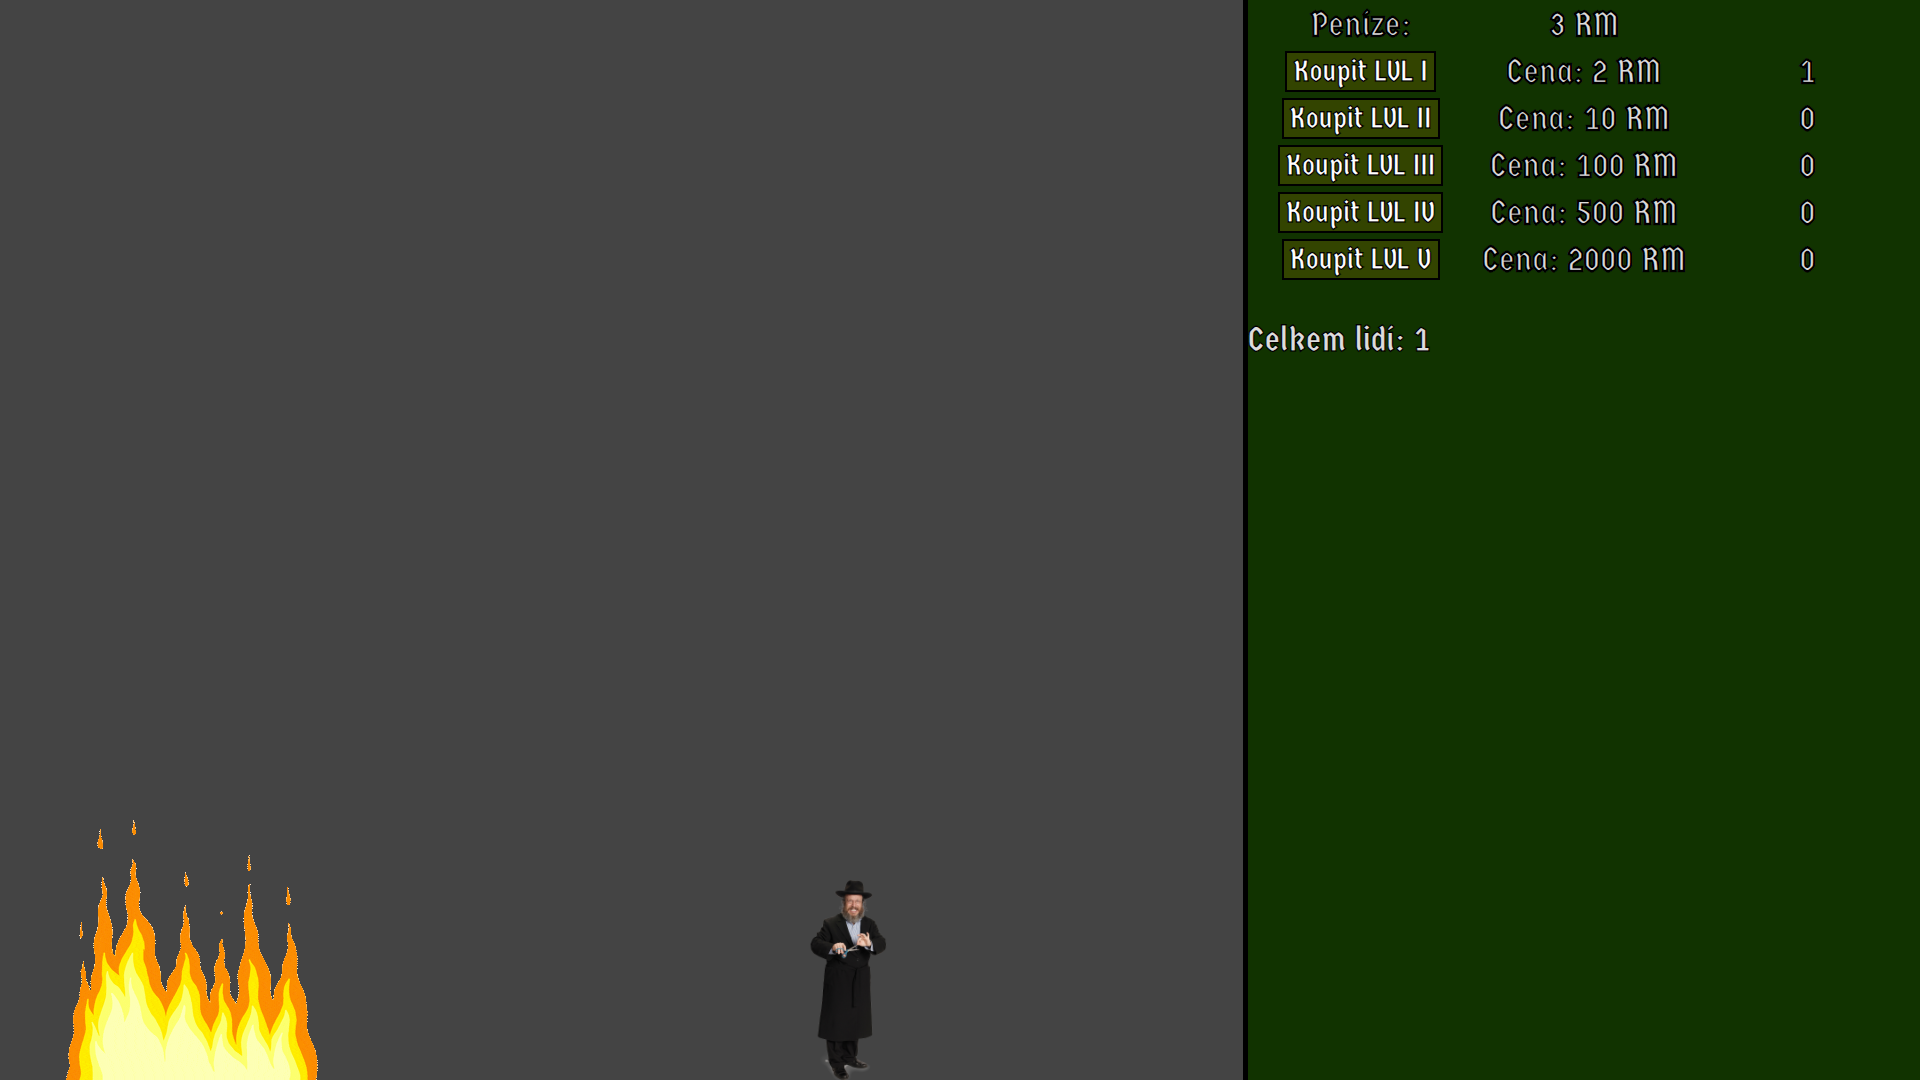 Peníze: 3 RM
Koupit LVL I Cena: 2 RM 1
Koupit LVL II Cena: 10 RM 0
Koupit LVL III Cena: 100 RM 0
Koupit LVL IV Cena: 500 RM 0
Koupit LVL V Cena: 2000 RM 0
Celkem lidí: 1